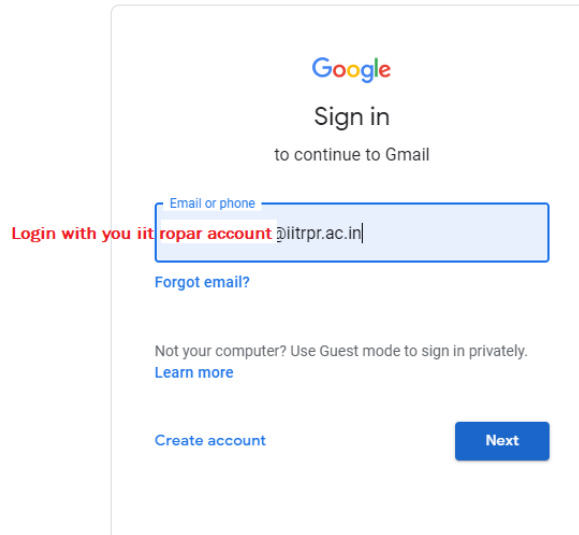 Google
Sign in
to continue to Gmail
Email or phone
Login with you iit ropar account @iitrpr.ac.in
Forgot email?
Not your computer? Use Guest mode to sign in privately.
Learn more
Create account
Next